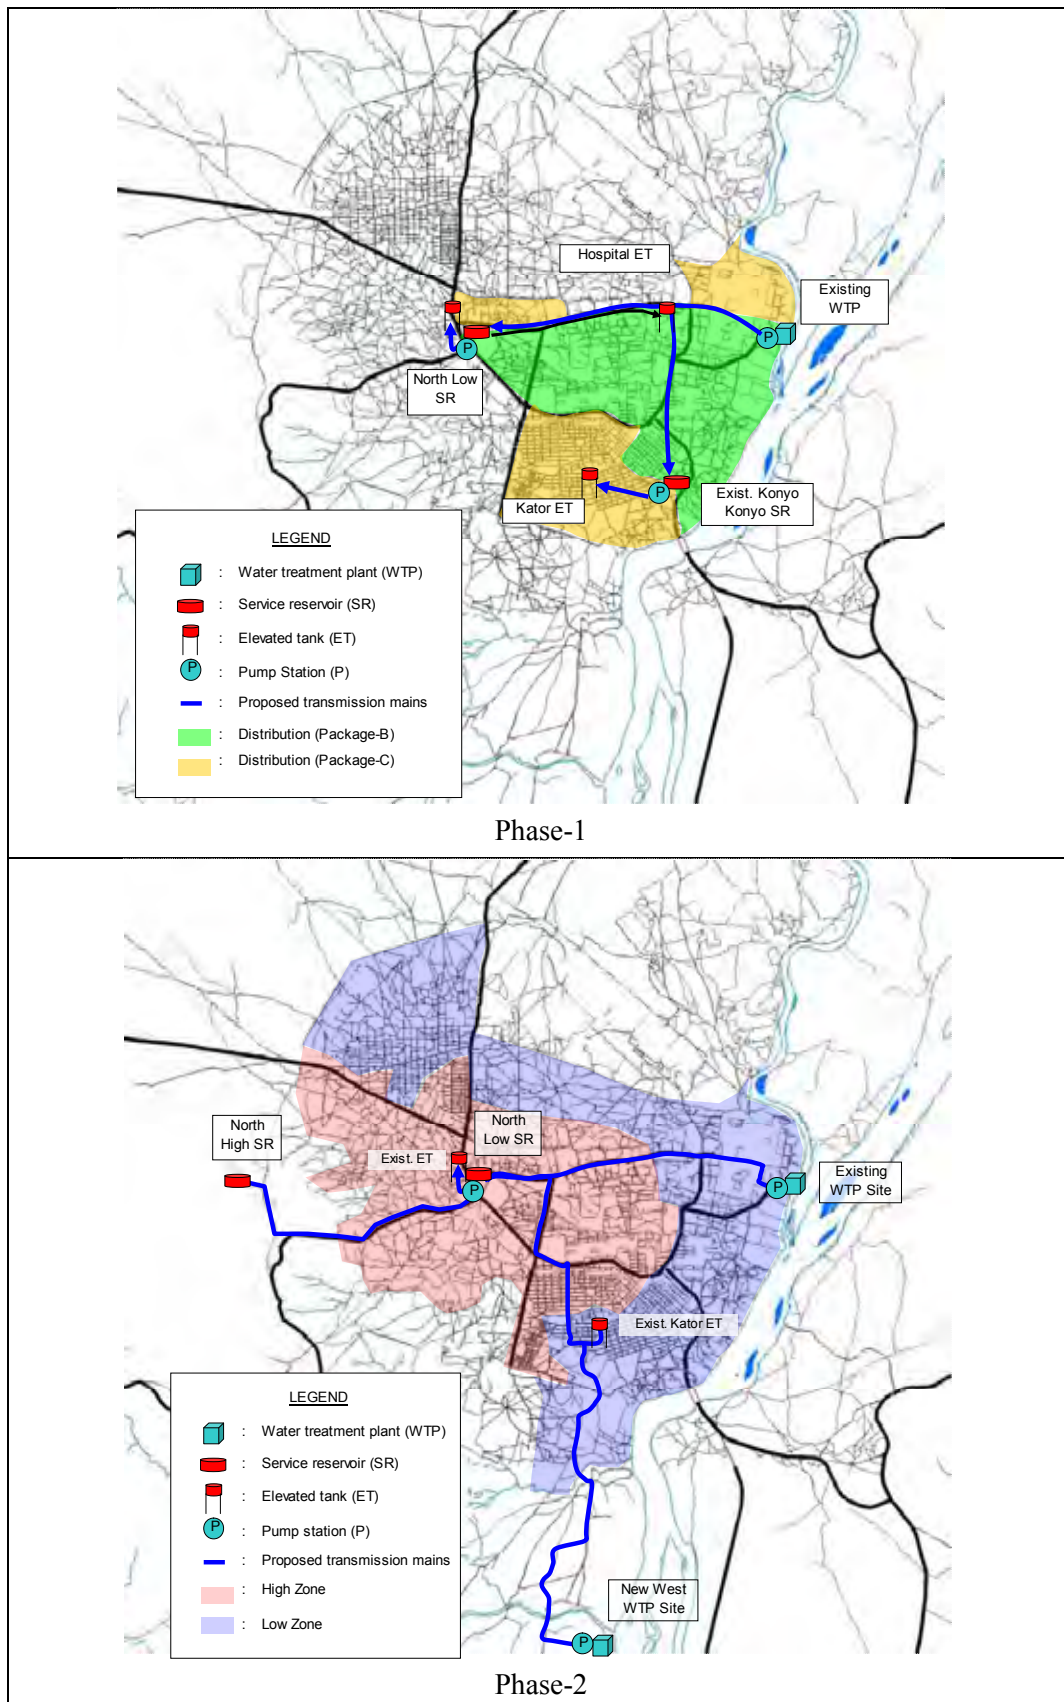 Hospital ET
Existing
WTP
P
P
North Low
SR
P
Kator ET
Exist. Konyo
Konyo SR
LEGEND
: Water treatment plant (WTP)
: Service reservoir (SR)
: Elevated tank (ET)
P : Pump Station (P)
: Proposed transmission mains
: Distribution (Package-B)
: Distribution (Package-C)
Phase-1
North
High SR
North
Low SR
Exist. ET
P
P
Existing
WTP Site
Exist. Kator ET
LEGEND
: Water treatment plant (WTP)
: Service reservoir (SR)
: Elevated tank (ET)
P : Pump station (P)
: Proposed transmission mains
: High Zone
: Low Zone
New West
WTP Site
P
Phase-2